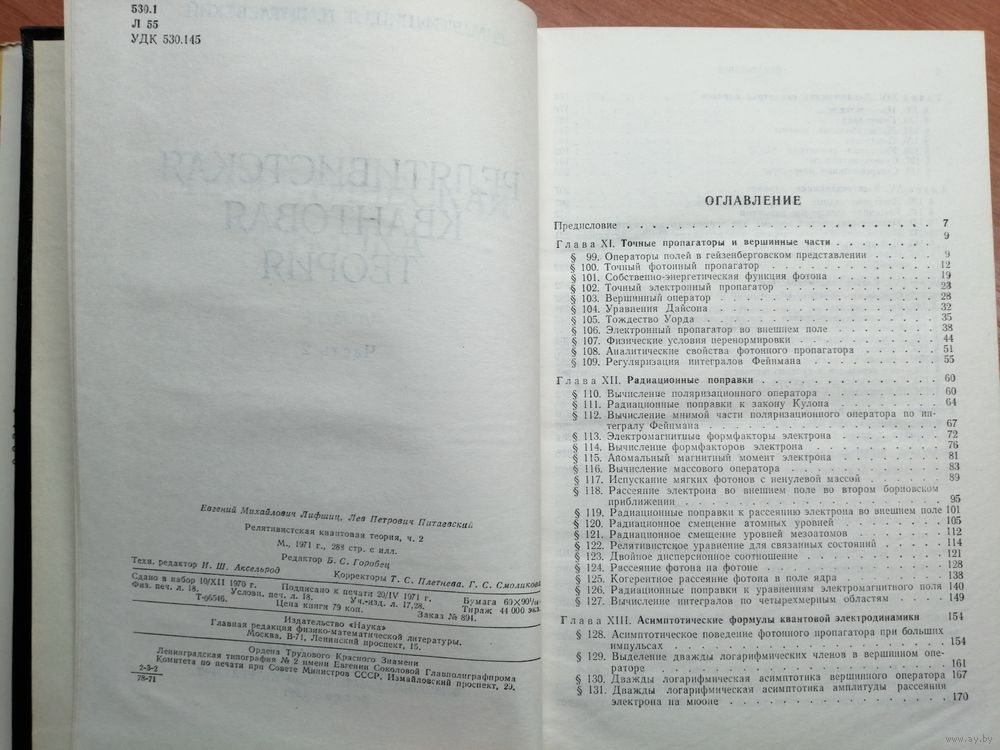 530.1
Л 55
УДК 530.145
РЕЛЯТИВИСТСКАЯ
КВАНТОВАЯ
ТЕОРИЯ
Евгений Михайлович Лифшиц, Лев Петрович Питаевский
Релятивистская квантовая теория, ч. 2
М., 1971 г., 288 стр. с илл.
Редактор Б. С. Горобец
Техн. редактор И. Ш. Аксельрод
Корректоры Т. С. Плетнева, Г. С. Смоликова
Сдано в набор 10/XII 1970 г. Подписано к печати 20/IV 1971 г. Бумага 60×90¹/₁₆.
Физ. печ. л. 18. Условн. печ. л. 18. Уч.-изд. л. 17,28. Тираж 44 000 экз.
Т-06546. Цена книги 79 коп. Заказ № 894.
Издательство «Наука»
Главная редакция физико-математической литературы.
Москва, В-71, Ленинский проспект, 15.
Ордена Трудового Красного Знамени
Ленинградская типография № 2 имени Евгении Соколовой Главполиграфпрома
Комитета по печати при Совете Министров СССР. Измайловский проспект, 29.
2-3-2
78-71
ОГЛАВЛЕНИЕ
Предисловие 7
Глава XI. Точные пропагаторы и вершинные части 9
§ 99. Операторы полей в гейзенберговском представлении 9
§ 100. Точный фотонный пропагатор 12
§ 101. Собственно-энергетическая функция фотона 19
§ 102. Точный электронный пропагатор 23
§ 103. Вершинный оператор 28
§ 104. Уравнения Дайсона 32
§ 105. Тождество Уорда 35
§ 106. Электронный пропагатор во внешнем поле 38
§ 107. Физические условия перенормировки 44
§ 108. Аналитические свойства фотонного пропагатора 51
§ 109. Регуляризация интегралов Фейнмана 55
Глава XII. Радиационные поправки 60
§ 110. Вычисление поляризационного оператора 60
§ 111. Радиационные поправки к закону Кулона 64
§ 112. Вычисление мнимой части поляризационного оператора по ин-
тегралу Фейнмана 67
§ 113. Электромагнитные формфакторы электрона 72
§ 114. Вычисление формфакторов электрона 76
§ 115. Аномальный магнитный момент электрона 81
§ 116. Вычисление массового оператора 83
§ 117. Испускание мягких фотонов с ненулевой массой 89
§ 118. Рассеяние электрона во внешнем поле во втором борновском
приближении 95
§ 119. Радиационные поправки к рассеянию электрона во внешнем поле 101
§ 120. Радиационное смещение атомных уровней 105
§ 121. Радиационное смещение уровней мезоатомов 112
§ 122. Релятивистское уравнение для связанных состояний 114
§ 123. Двойное дисперсионное соотношение 121
§ 124. Рассеяние фотона на фотоне 128
§ 125. Когерентное рассеяние фотона в поле ядра 138
§ 126. Радиационные поправки к уравнениям электромагнитного поля 140
§ 127. Вычисление интегралов по четырехмерным областям 149
Глава XIII. Асимптотические формулы квантовой электродинамики 154
§ 128. Асимптотическое поведение фотонного пропагатора при больших
импульсах 154
§ 129. Выделение дважды логарифмических членов в вершинном опе-
раторе 161
§ 130. Дважды логарифмическая асимптотика вершинного оператора 167
§ 131. Дважды логарифмическая асимптотика амплитуды рассеяния
электрона на мюоне 170
www.ay.by